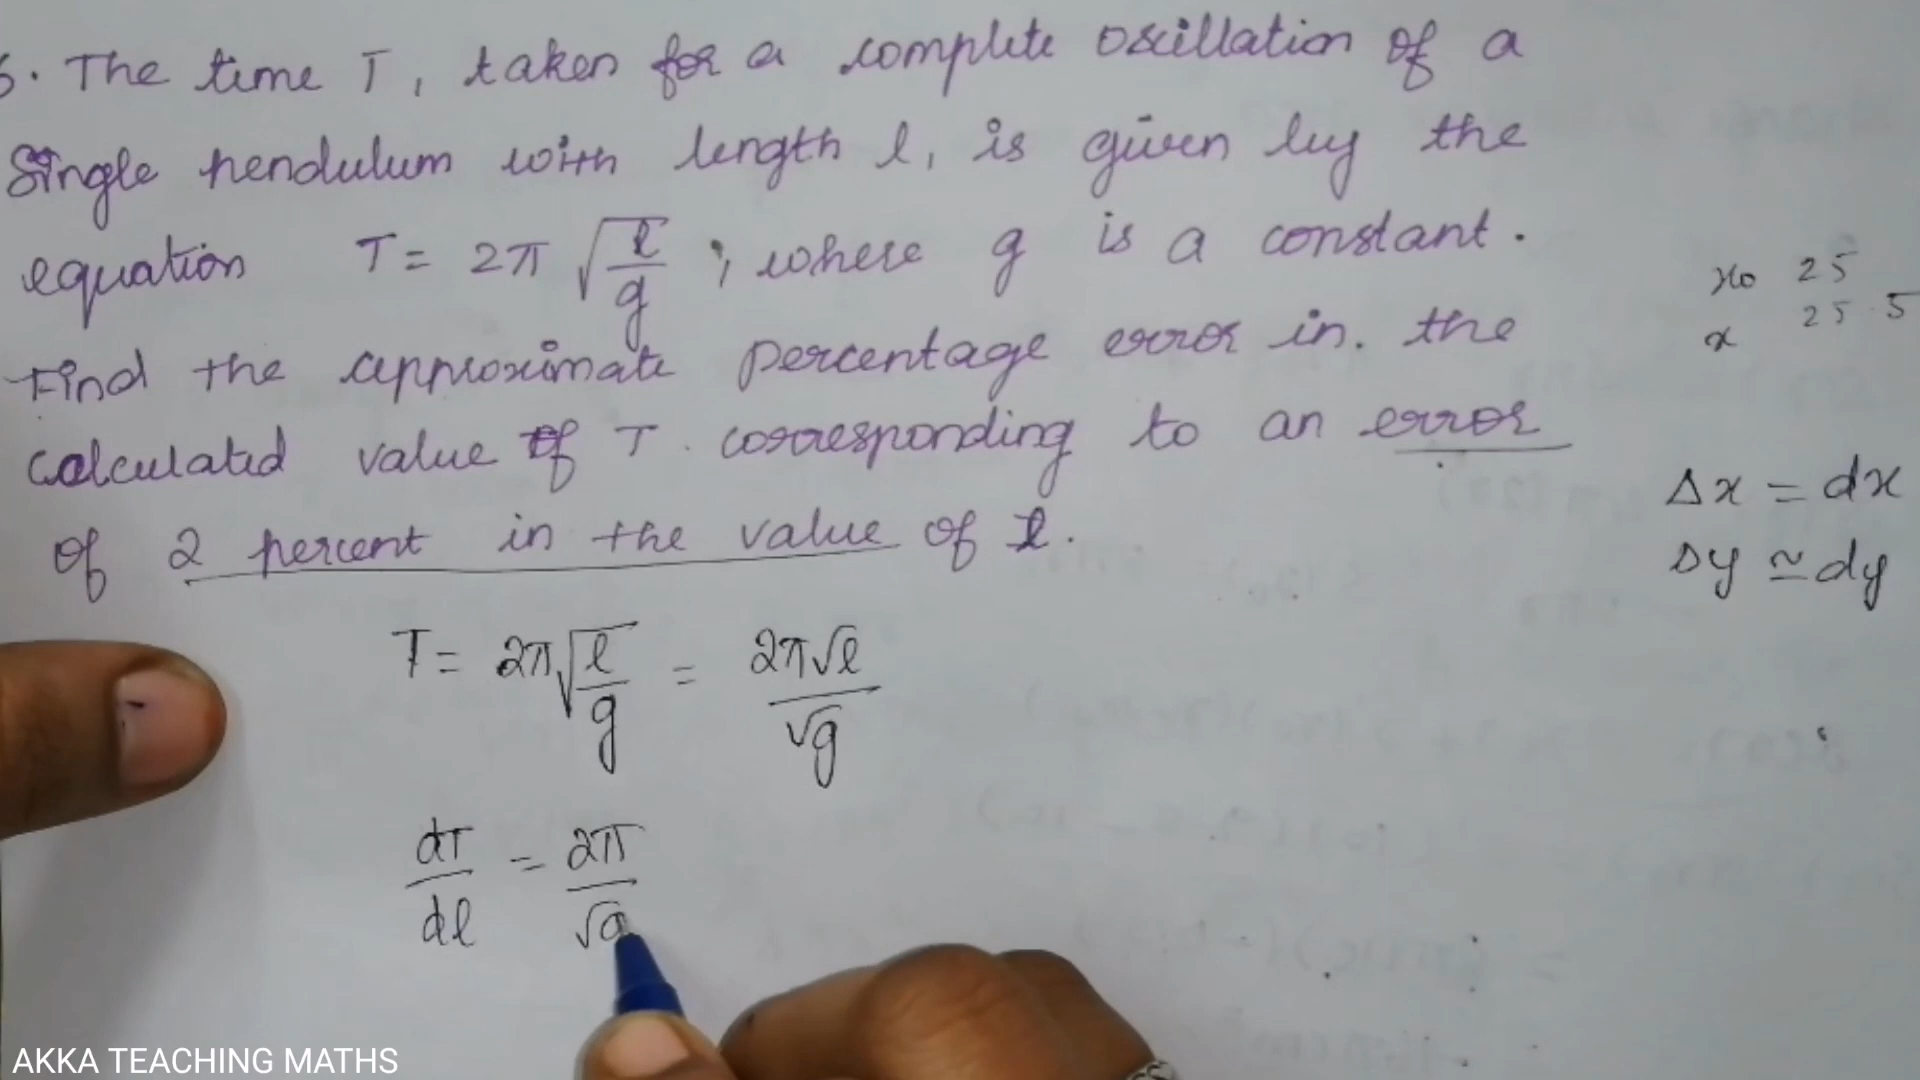 6. The time T, taken for a complete oscillation of a
Single pendulum with length l, is given by the
equation T = 2π √(l/g) ; where g is a constant.
Find the approximate percentage error in. the
calculated value of T. corresponding to an error
of 2 percent in the value of l.
x0 25
x 25.5
Δx = dx
Δy ≃ dy
T = 2π√(l/g) = 2π√l/√g
dT/dl = 2π/√g
AKKA TEACHING MATHS